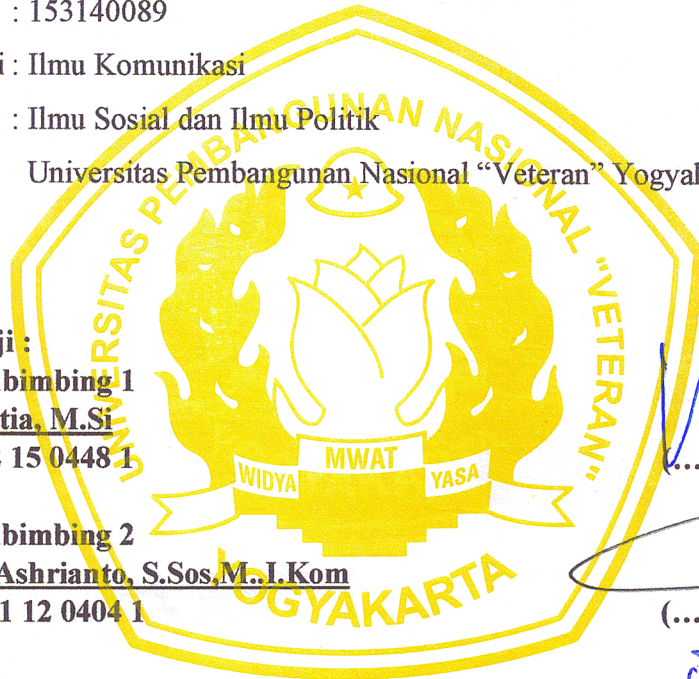 : 153140089
i : Ilmu Komunikasi
: Ilmu Sosial dan Ilmu Politik
Universitas Pembangunan Nasional “Veteran” Yogyak
ji :
bimbing 1
tia, M.Si
15 0448 1
(...
bimbing 2
Ashrianto, S.Sos,M..I.Kom
1 12 0404 1
(...
UNIVERSITAS PEMBANGUNAN NASIONAL "VETERAN"
WIDYA MWAT YASA
YOGYAKARTA